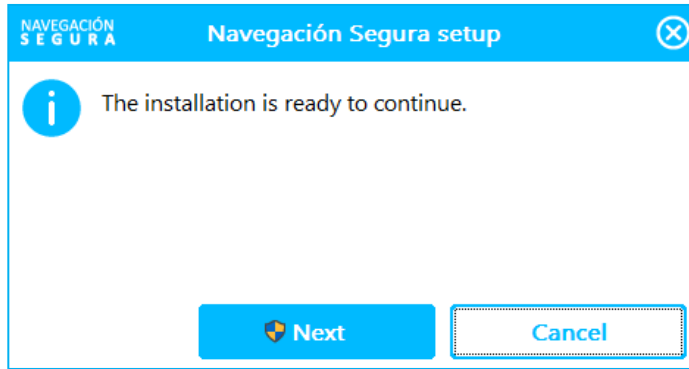 NAVEGACIÓN
SEGURA
Navegación Segura setup
The installation is ready to continue.
Next
Cancel